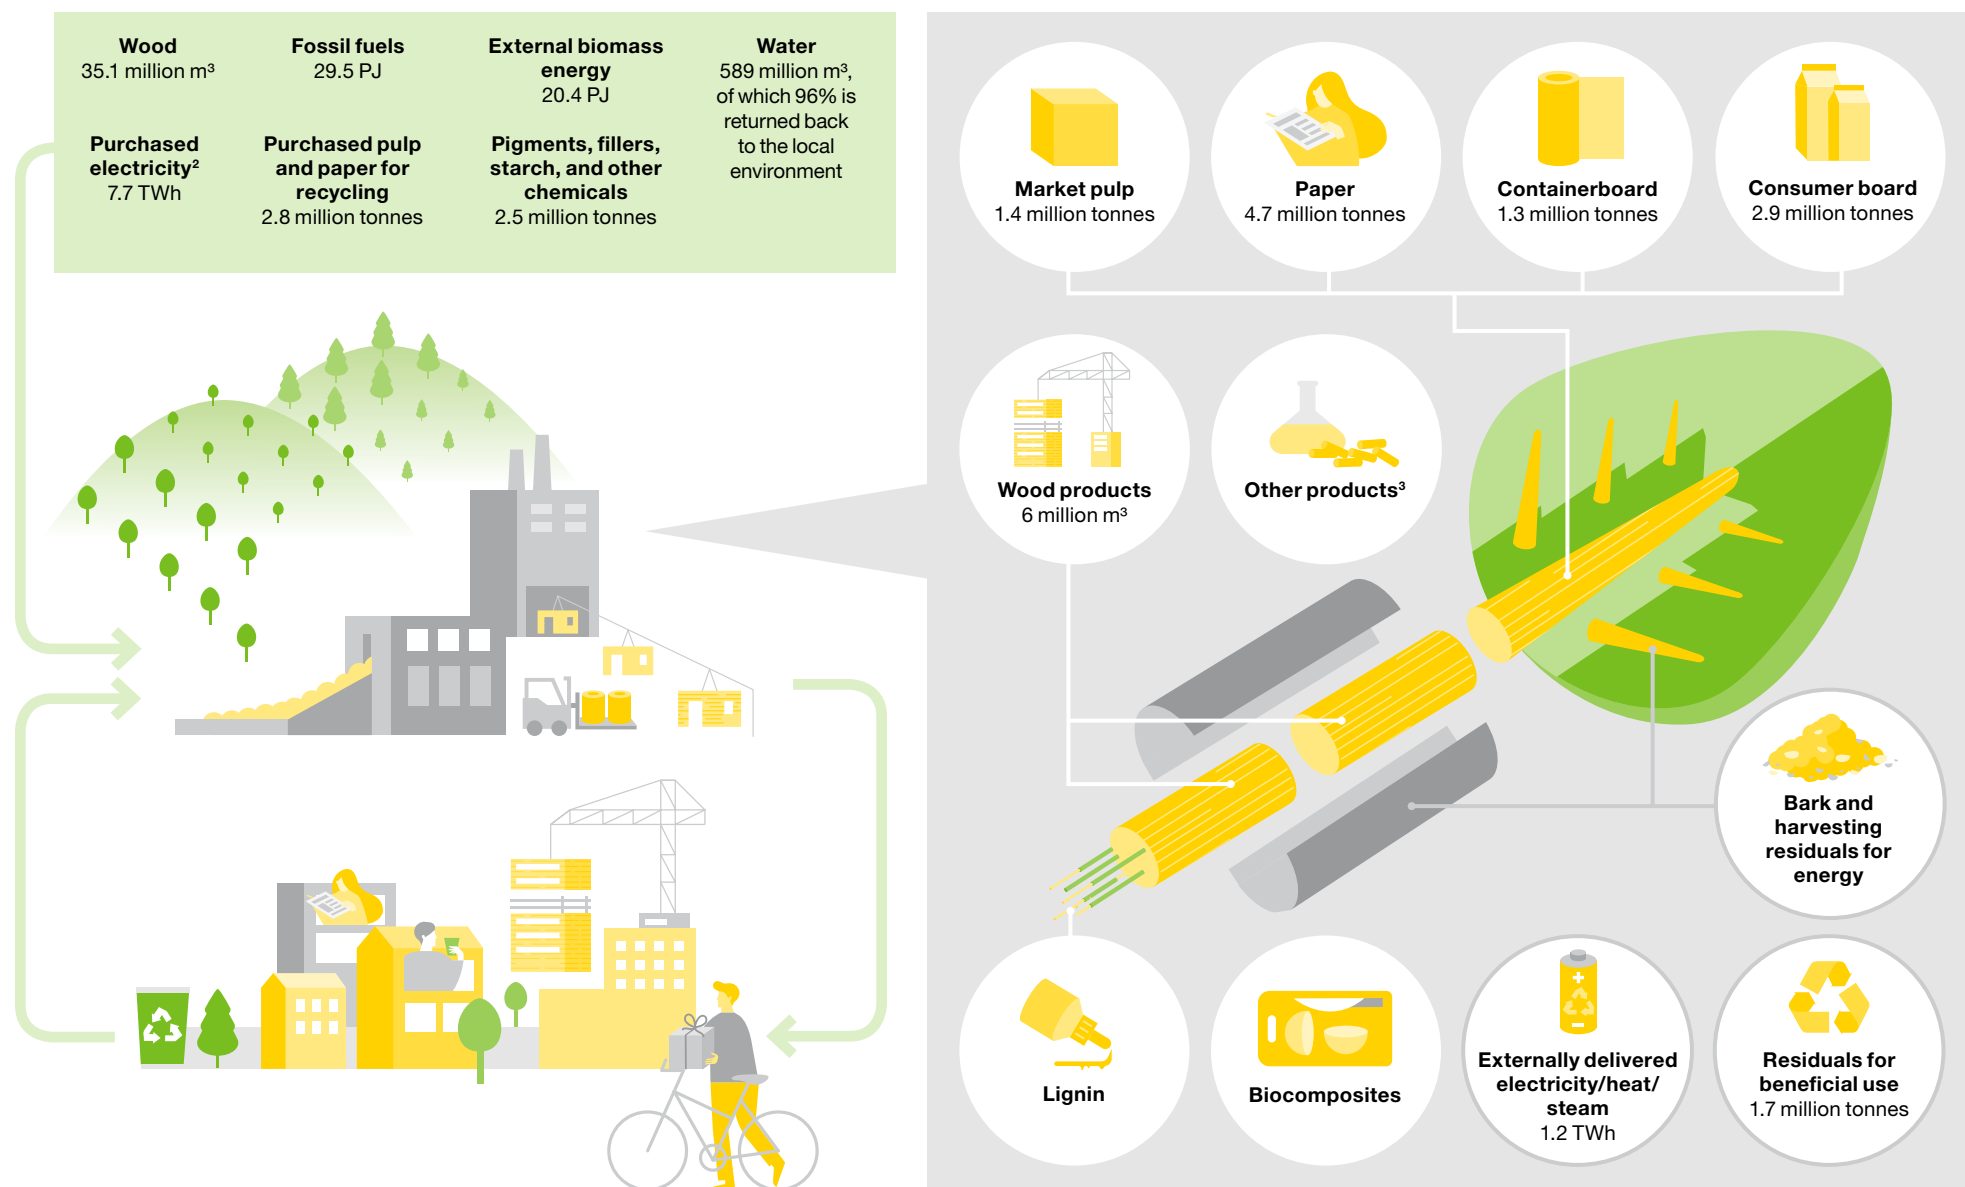 Wood
35.1 million m³
Fossil fuels
29.5 PJ
External biomass
energy
20.4 PJ
Water
589 million m³,
of which 96% is
returned back
to the local
environment
Purchased
electricity²
7.7 TWh
Purchased pulp
and paper for
recycling
2.8 million tonnes
Pigments, fillers,
starch, and other
chemicals
2.5 million tonnes
Market pulp
1.4 million tonnes
Paper
4.7 million tonnes
Containerboard
1.3 million tonnes
Consumer board
2.9 million tonnes
Wood products
6 million m³
Other products³
Bark and
harvesting
residuals for
energy
Lignin
Biocomposites
Externally delivered
electricity/heat/
steam
1.2 TWh
Residuals for
beneficial use
1.7 million tonnes